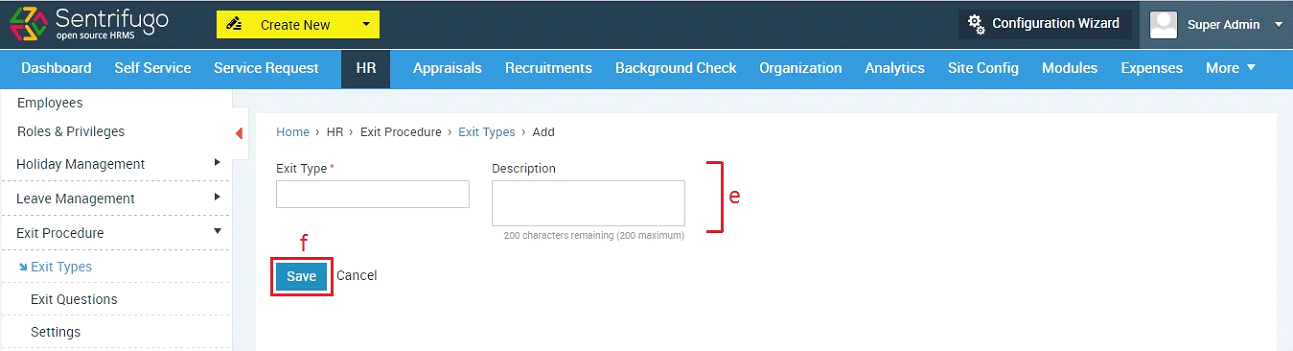 Sentrifugo
open source HRMS
Create New
Configuration Wizard
Super Admin
Dashboard Self Service Service Request HR Appraisals Recruitments Background Check Organization Analytics Site Config Modules Expenses More
Employees
Roles & Privileges
Holiday Management
Leave Management
Exit Procedure
Exit Types
Exit Questions
Settings
Home › HR › Exit Procedure › Exit Types › Add
Exit Type * Description
200 characters remaining (200 maximum)
e
f
Save Cancel